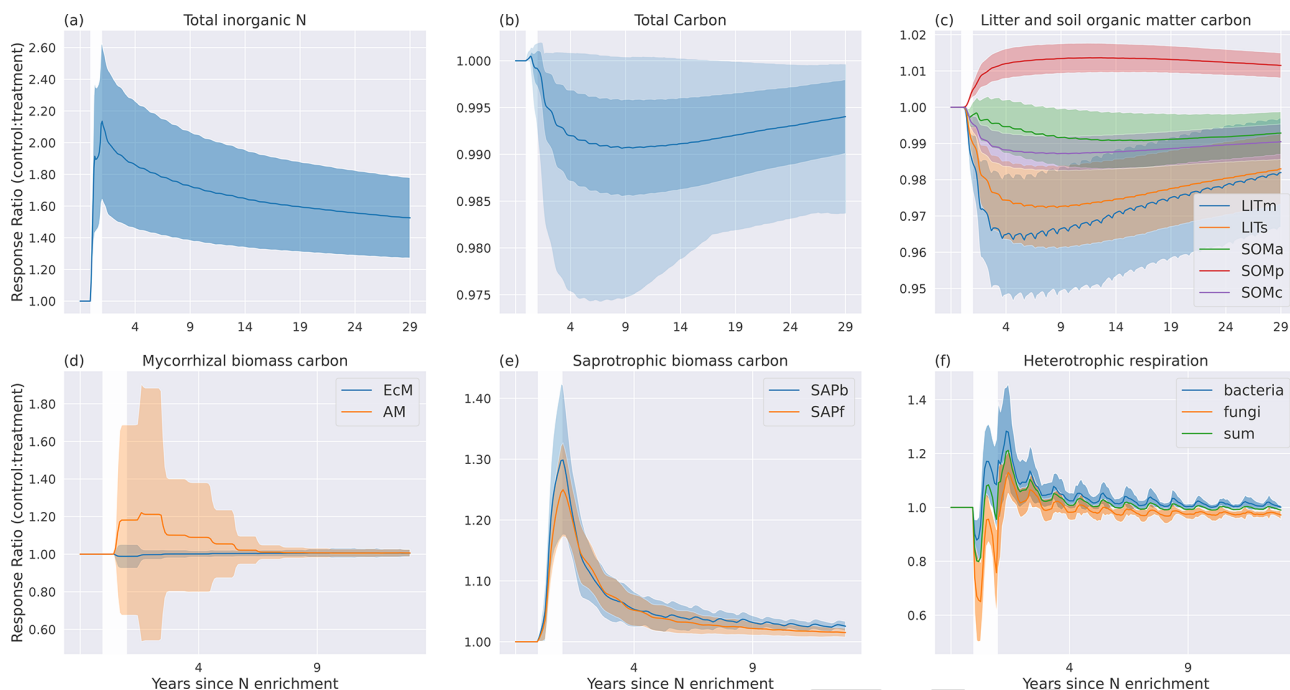 (a) Total inorganic N
Response Ratio (control:treatment)
2.60
2.40
2.20
2.00
1.80
1.60
1.40
1.20
1.00
4 9 14 19 24 29
(b) Total Carbon
1.000
0.995
0.990
0.985
0.980
0.975
4 9 14 19 24 29
(c) Litter and soil organic matter carbon
1.02
1.01
1.00
0.99
0.98
0.97
0.96
0.95
LITm
LITs
SOMa
SOMp
SOMc
4 9 14 19 24 29
(d) Mycorrhizal biomass carbon
Response Ratio (control:treatment)
1.80
1.60
1.40
1.20
1.00
0.80
0.60
EcM
AM
4 9
Years since N enrichment
(e) Saprotrophic biomass carbon
1.40
1.30
1.20
1.10
1.00
SAPb
SAPf
4 9
Years since N enrichment
(f) Heterotrophic respiration
1.4
1.2
1.0
0.8
0.6
bacteria
fungi
sum
4 9
Years since N enrichment